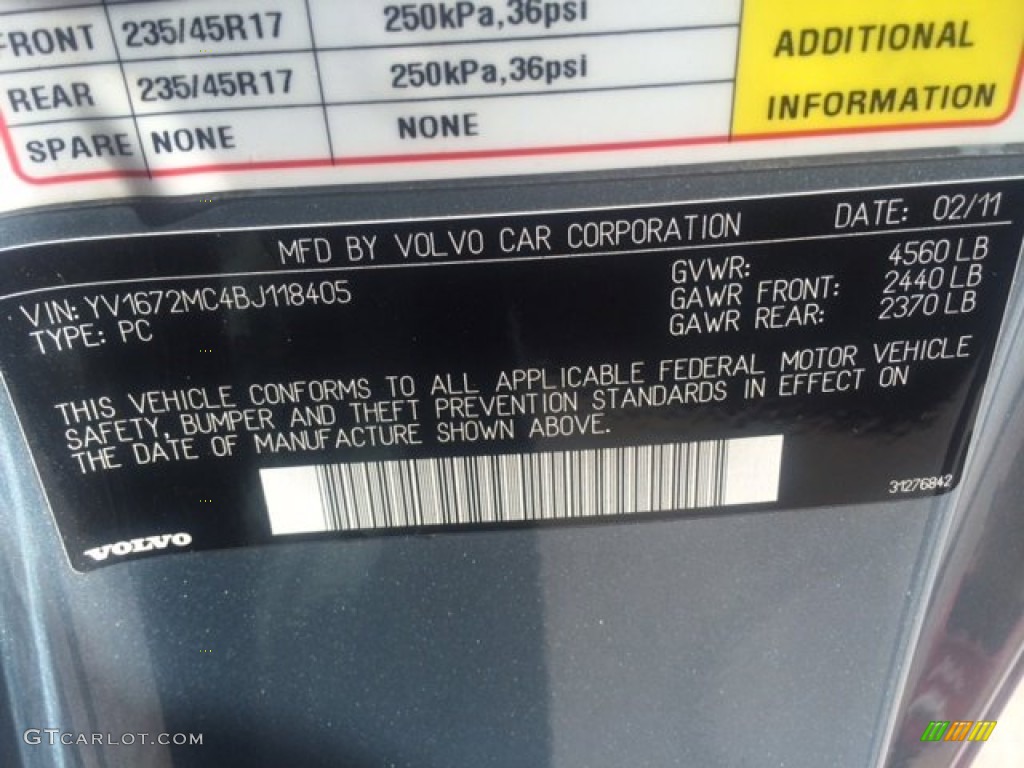 FRONT 235/45R17 250kPa,36psi
REAR 235/45R17 250kPa,36psi
SPARE NONE NONE
ADDITIONAL
INFORMATION
MFD BY VOLVO CAR CORPORATION DATE: 02/11
VIN: YV1672MC4BJ118405
TYPE: PC
GVWR: 4560 LB
GAWR FRONT: 2440 LB
GAWR REAR: 2370 LB
THIS VEHICLE CONFORMS TO ALL APPLICABLE FEDERAL MOTOR VEHICLE
SAFETY, BUMPER AND THEFT PREVENTION STANDARDS IN EFFECT ON
THE DATE OF MANUFACTURE SHOWN ABOVE.
31276842
VOLVO
GTCARLOT.COM